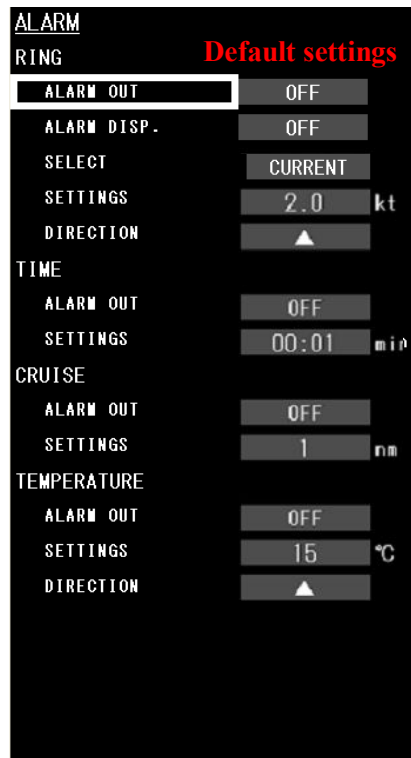 ALARM
RING Default settings
ALARM OUT OFF
ALARM DISP. OFF
SELECT CURRENT
SETTINGS 2.0 kt
DIRECTION ▲
TIME
ALARM OUT OFF
SETTINGS 00:01 min
CRUISE
ALARM OUT OFF
SETTINGS 1 nm
TEMPERATURE
ALARM OUT OFF
SETTINGS 15 °C
DIRECTION ▲